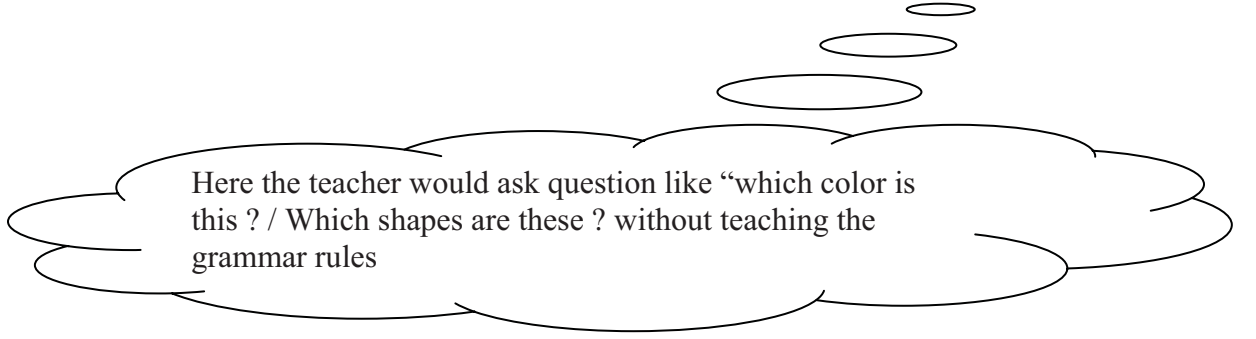 Here the teacher would ask question like “which color is
this ? / Which shapes are these ? without teaching the
grammar rules